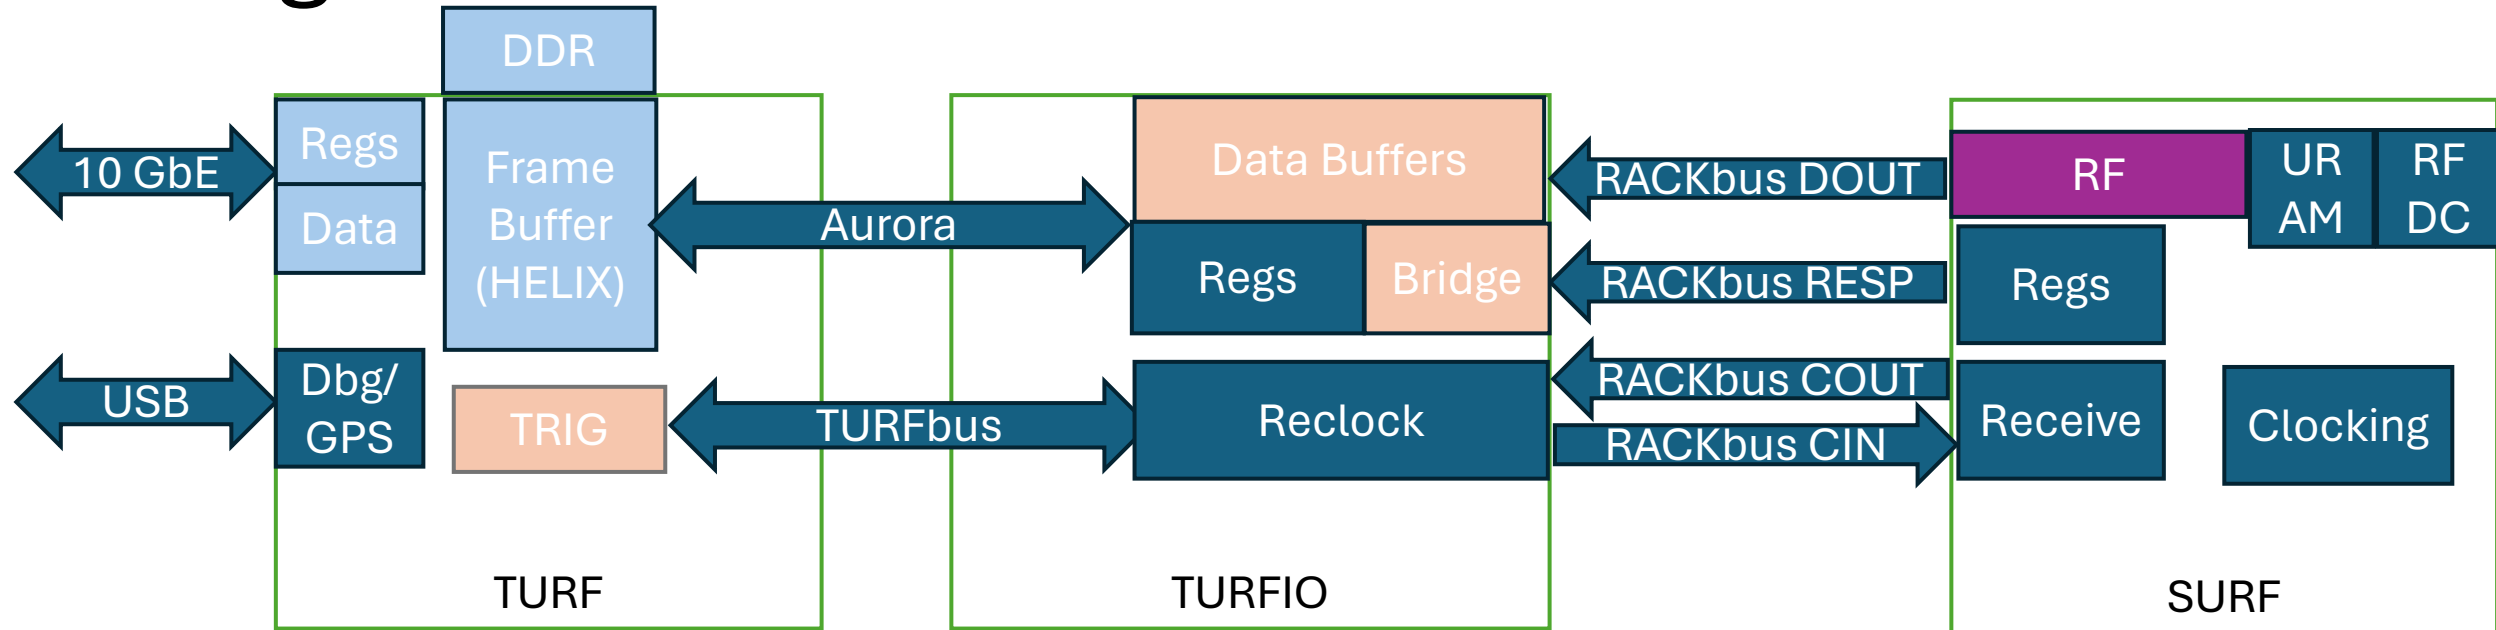 DDR
Regs
Data
10 GbE
Frame
Buffer
(HELIX)
Dbg/
GPS
USB
TRIG
TURF
Aurora
TURFbus
Data Buffers
Regs
Bridge
Reclock
TURFIO
RACKbus DOUT
RACKbus RESP
RACKbus COUT
RACKbus CIN
RF
UR
AM
RF
DC
Regs
Receive
Clocking
SURF